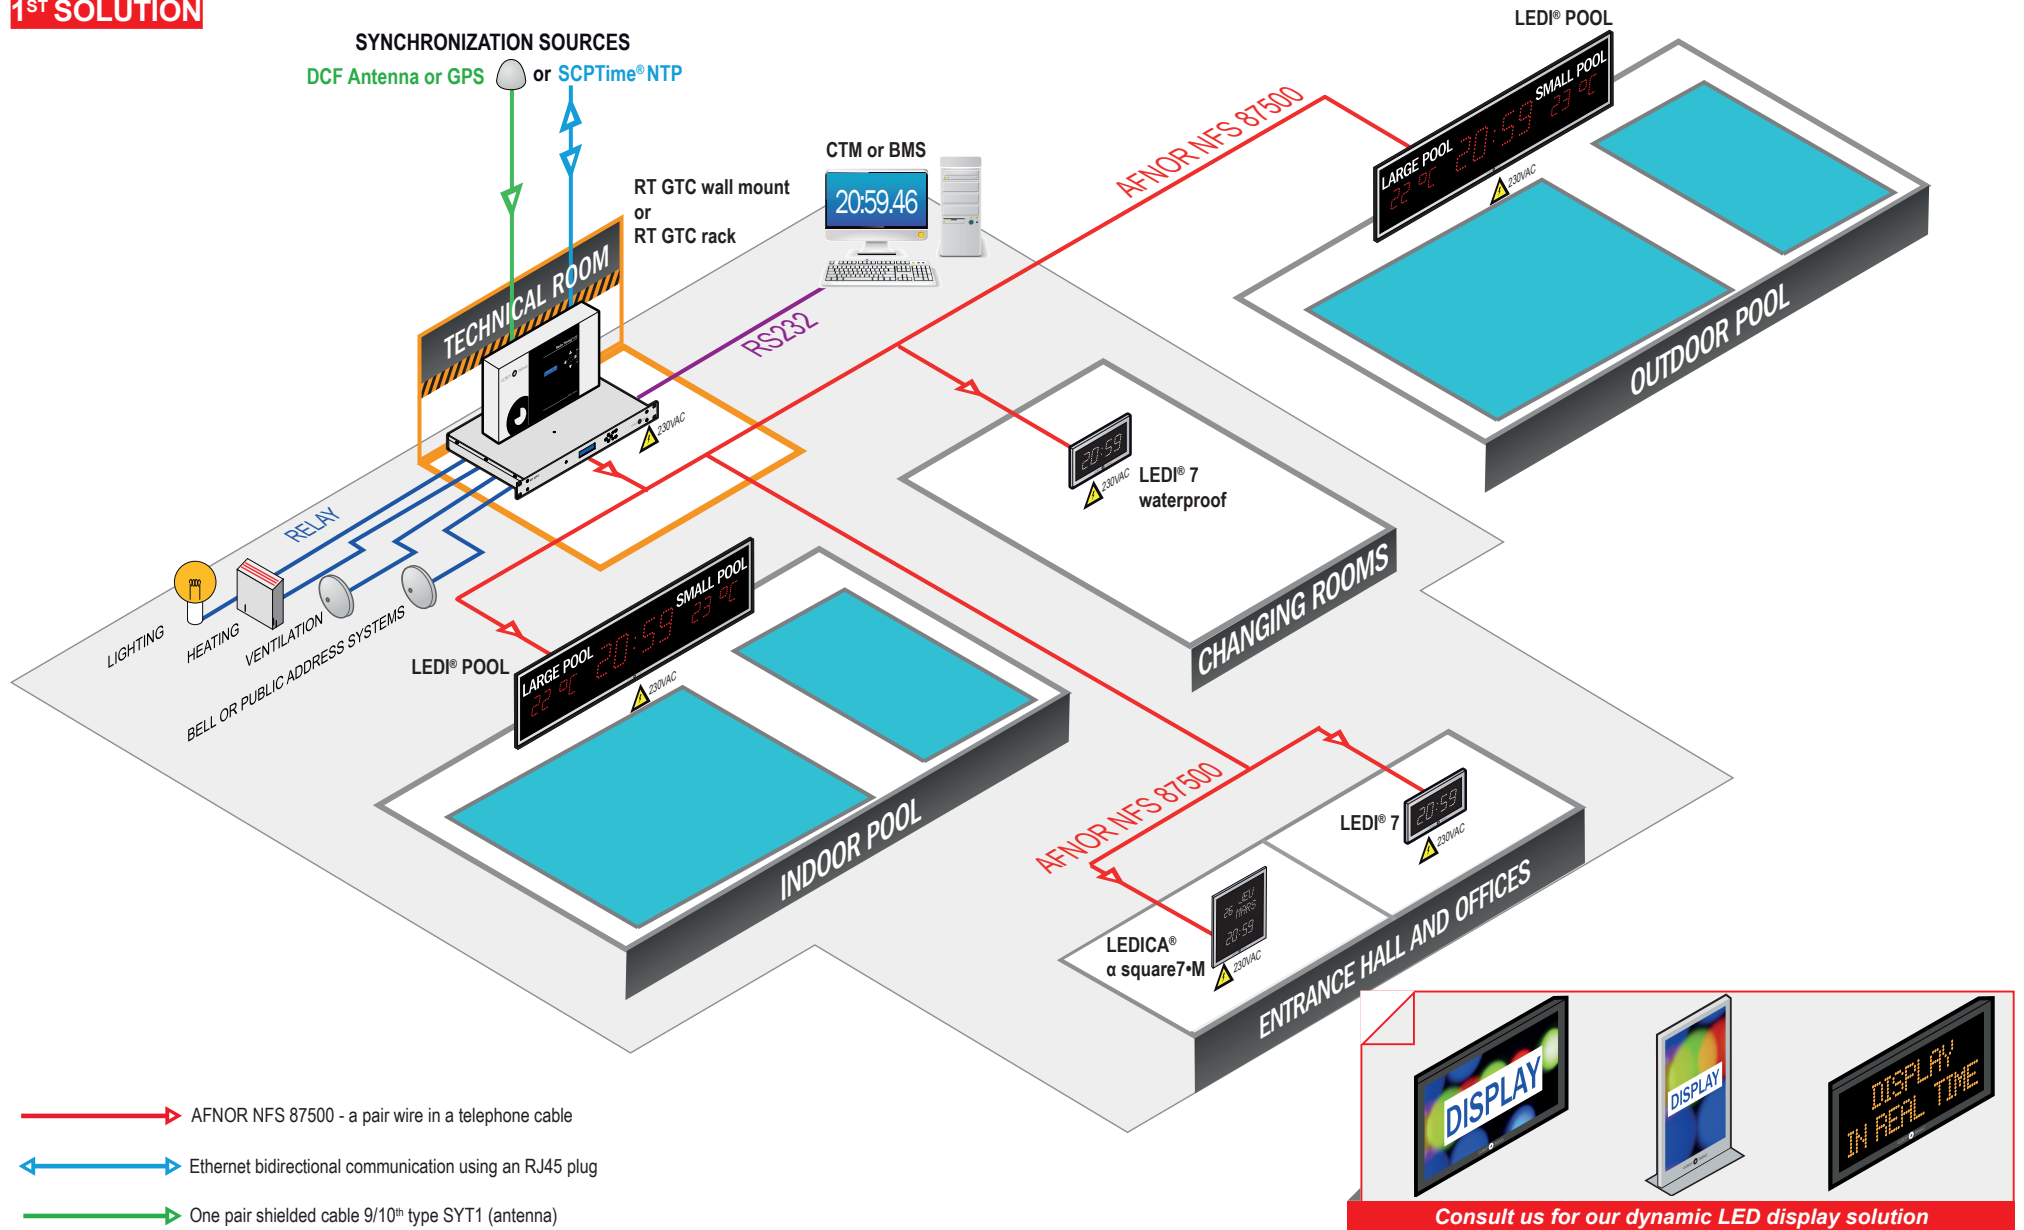 1ST SOLUTION
SYNCHRONIZATION SOURCES
DCF Antenna or GPS or SCPTime® NTP
LEDI® POOL
LARGE POOL 20:59 SMALL POOL
22 °C 23 °C
230VAC
OUTDOOR POOL
AFNOR NFS 87500
CTM or BMS
20:59.46
RT GTC wall mount
or
RT GTC rack
TECHNICAL ROOM
230VAC
RS232
RELAY
LIGHTING
HEATING
VENTILATION
BELL OR PUBLIC ADDRESS SYSTEMS
20:59
230VAC
LEDI® 7
waterproof
CHANGING ROOMS
LEDI® POOL
LARGE POOL 20:59 SMALL POOL
22 °C 23 °C
230VAC
INDOOR POOL
AFNOR NFS 87500
LEDI® 7
20:59
230VAC
LEDICA®
α square7•M
26 JEU
MARS
20:59
230VAC
ENTRANCE HALL AND OFFICES
AFNOR NFS 87500 - a pair wire in a telephone cable
Ethernet bidirectional communication using an RJ45 plug
One pair shielded cable 9/10th type SYT1 (antenna)
DISPLAY
DISPLAY
DISPLAY
IN REAL TIME
Consult us for our dynamic LED display solution